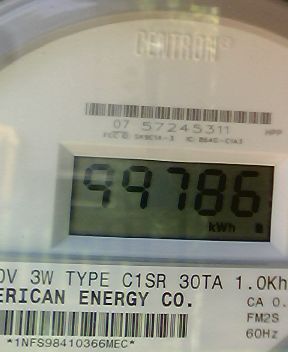 CENTRON®
07 57245311
HPP
99786
kWh
0V 3W TYPE C1SR 30TA 1.0Kh
ERICAN ENERGY CO.
CA 0.
FM2S
60Hz
*1NFS98410366MEC*